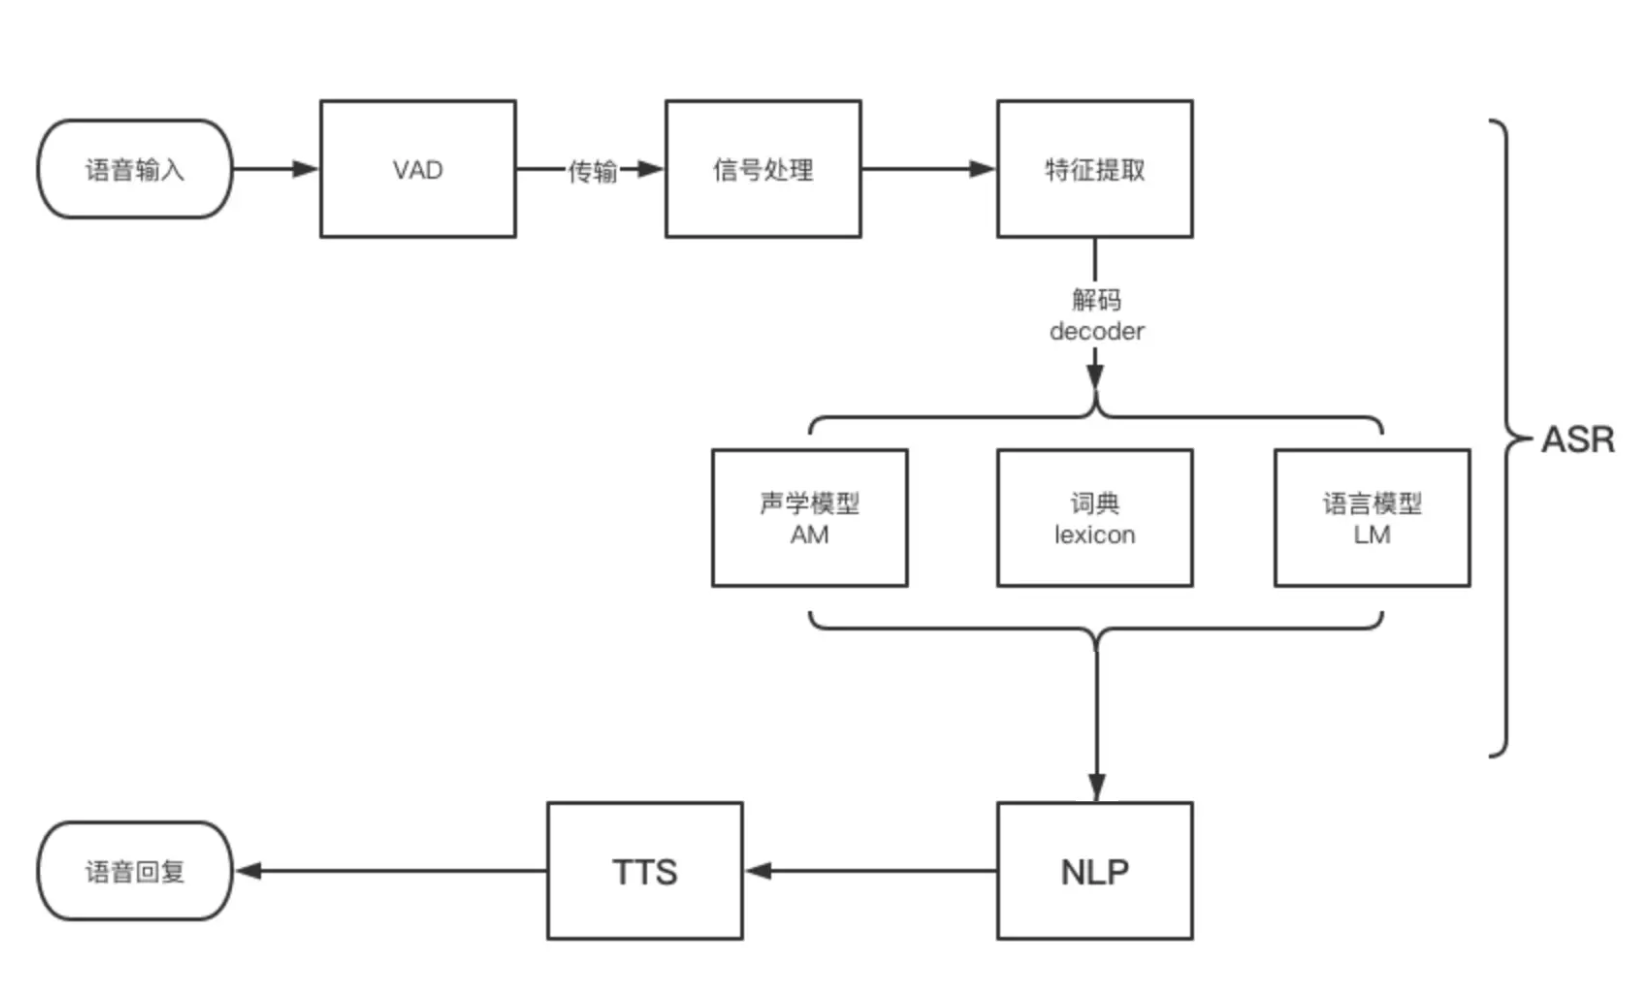 语音输入
VAD
传输
信号处理
特征提取
解码
decoder
声学模型
AM
词典
lexicon
语言模型
LM
ASR
NLP
TTS
语音回复